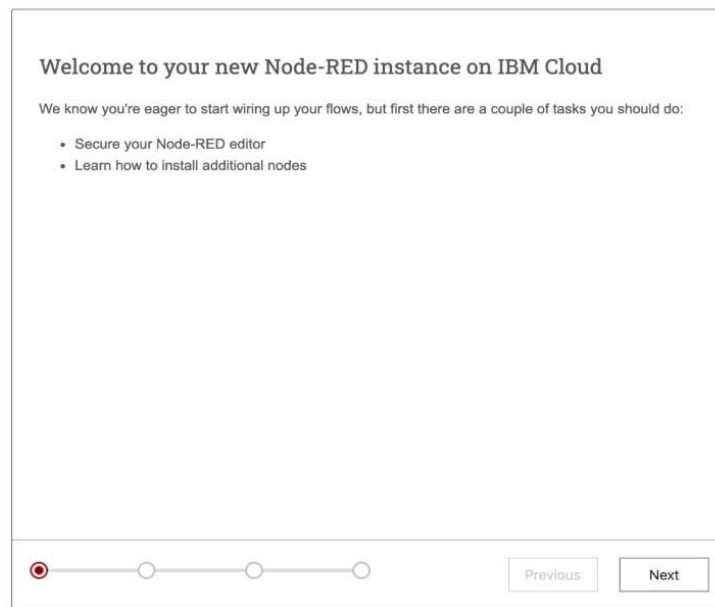 Welcome to your new Node-RED instance on IBM Cloud
We know you're eager to start wiring up your flows, but first there are a couple of tasks you should do:
• Secure your Node-RED editor
• Learn how to install additional nodes
Previous
Next